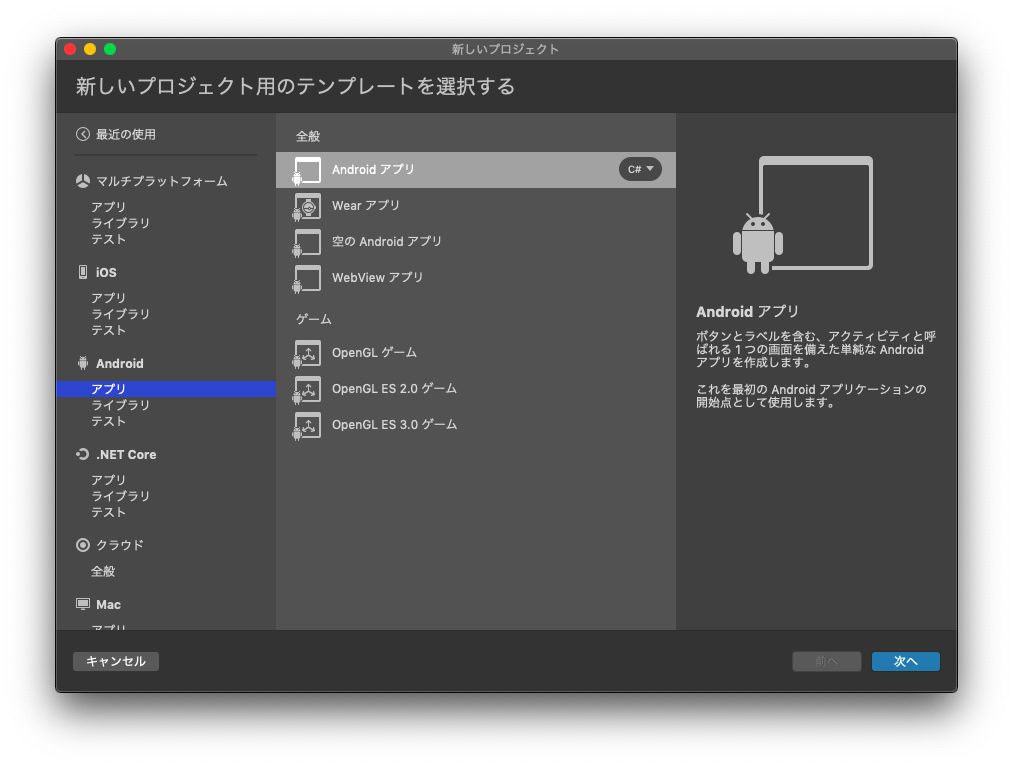 新しいプロジェクト
新しいプロジェクト用のテンプレートを選択する
最近の使用
マルチプラットフォーム
アプリ
ライブラリ
テスト
iOS
アプリ
ライブラリ
テスト
Android
アプリ
ライブラリ
テスト
.NET Core
アプリ
ライブラリ
テスト
クラウド
全般
Mac
アプリ
全般
Android アプリ
C#
Wear アプリ
空の Android アプリ
WebView アプリ
ゲーム
OpenGL ゲーム
OpenGL ES 2.0 ゲーム
OpenGL ES 3.0 ゲーム
Android アプリ
ボタンとラベルを含む、アクティビティと呼
ばれる 1 つの画面を備えた単純な Android
アプリを作成します。
これを最初の Android アプリケーションの
開始点として使用します。
キャンセル
前へ
次へ